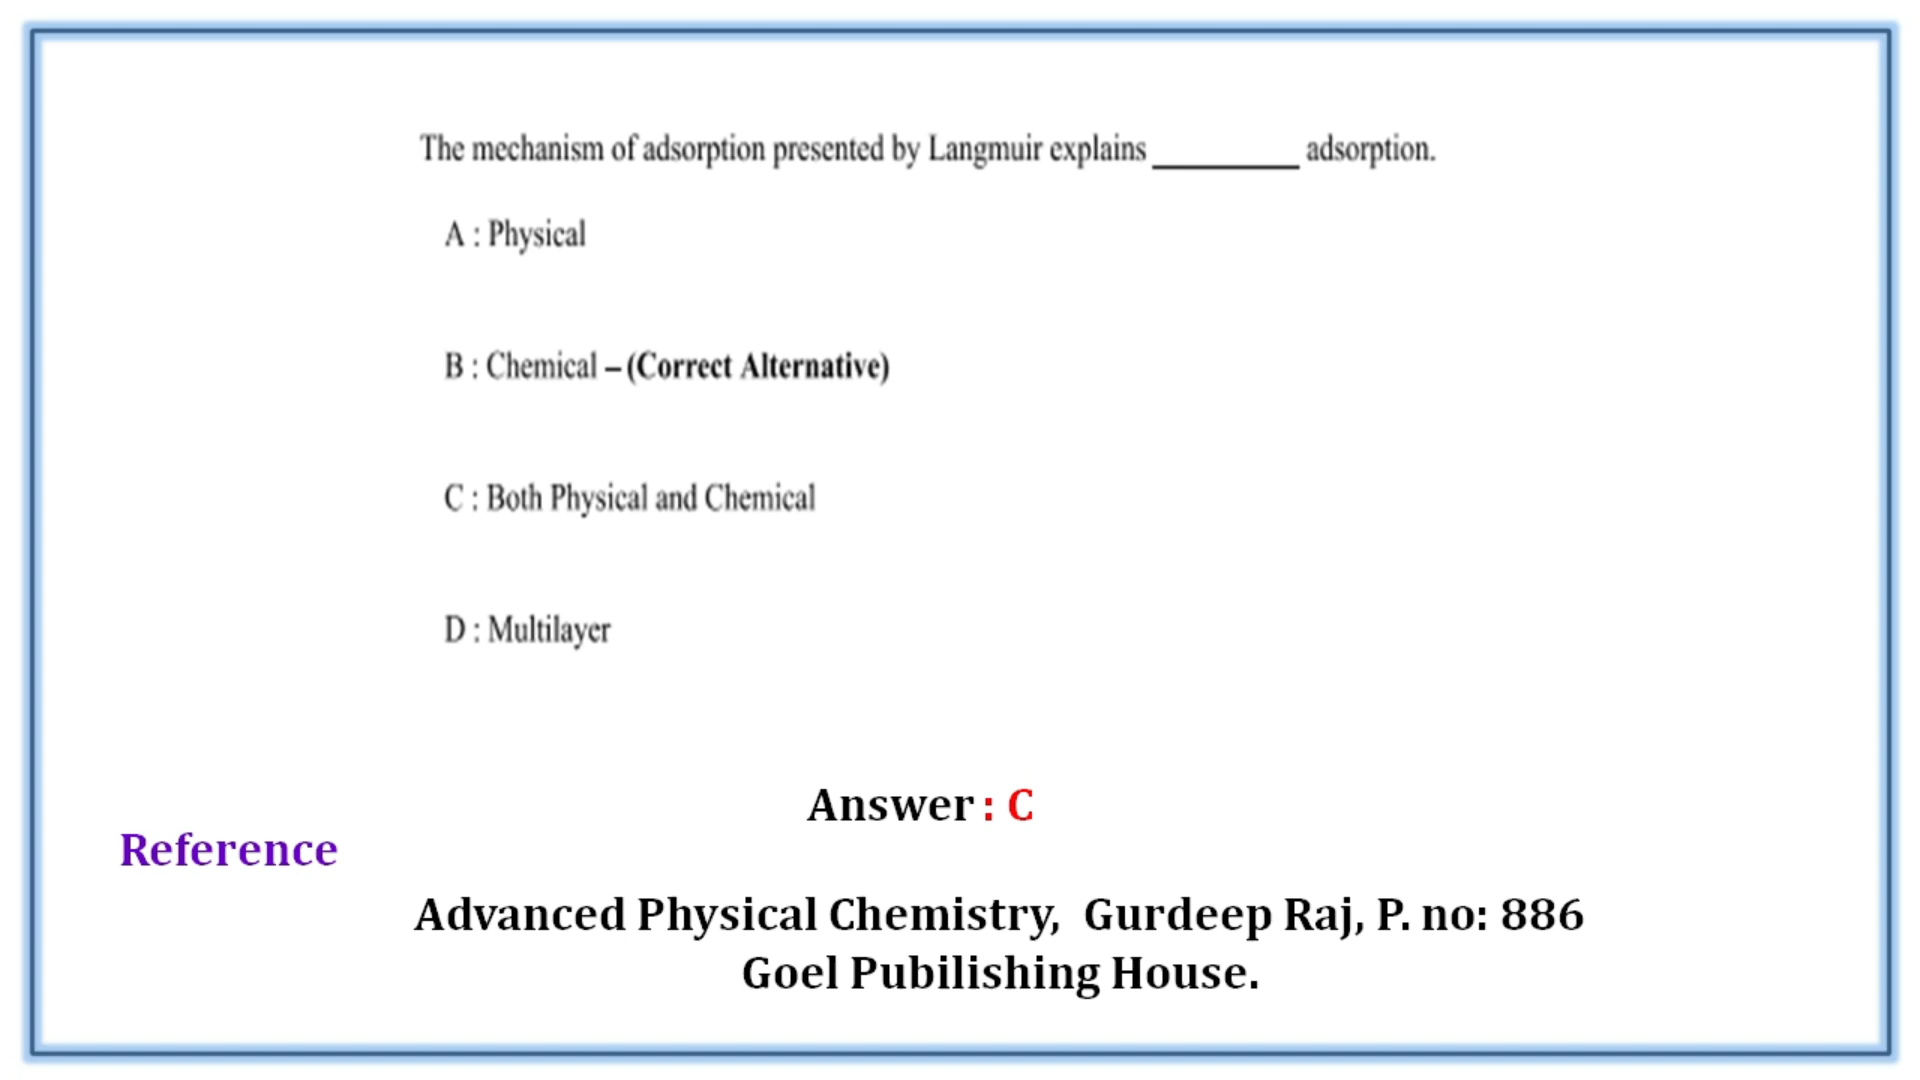 The mechanism of adsorption presented by Langmuir explains __________ adsorption.
A : Physical
B : Chemical – (Correct Alternative)
C : Both Physical and Chemical
D : Multilayer
Answer : C
Reference
Advanced Physical Chemistry, Gurdeep Raj, P. no: 886
Goel Pubilishing House.